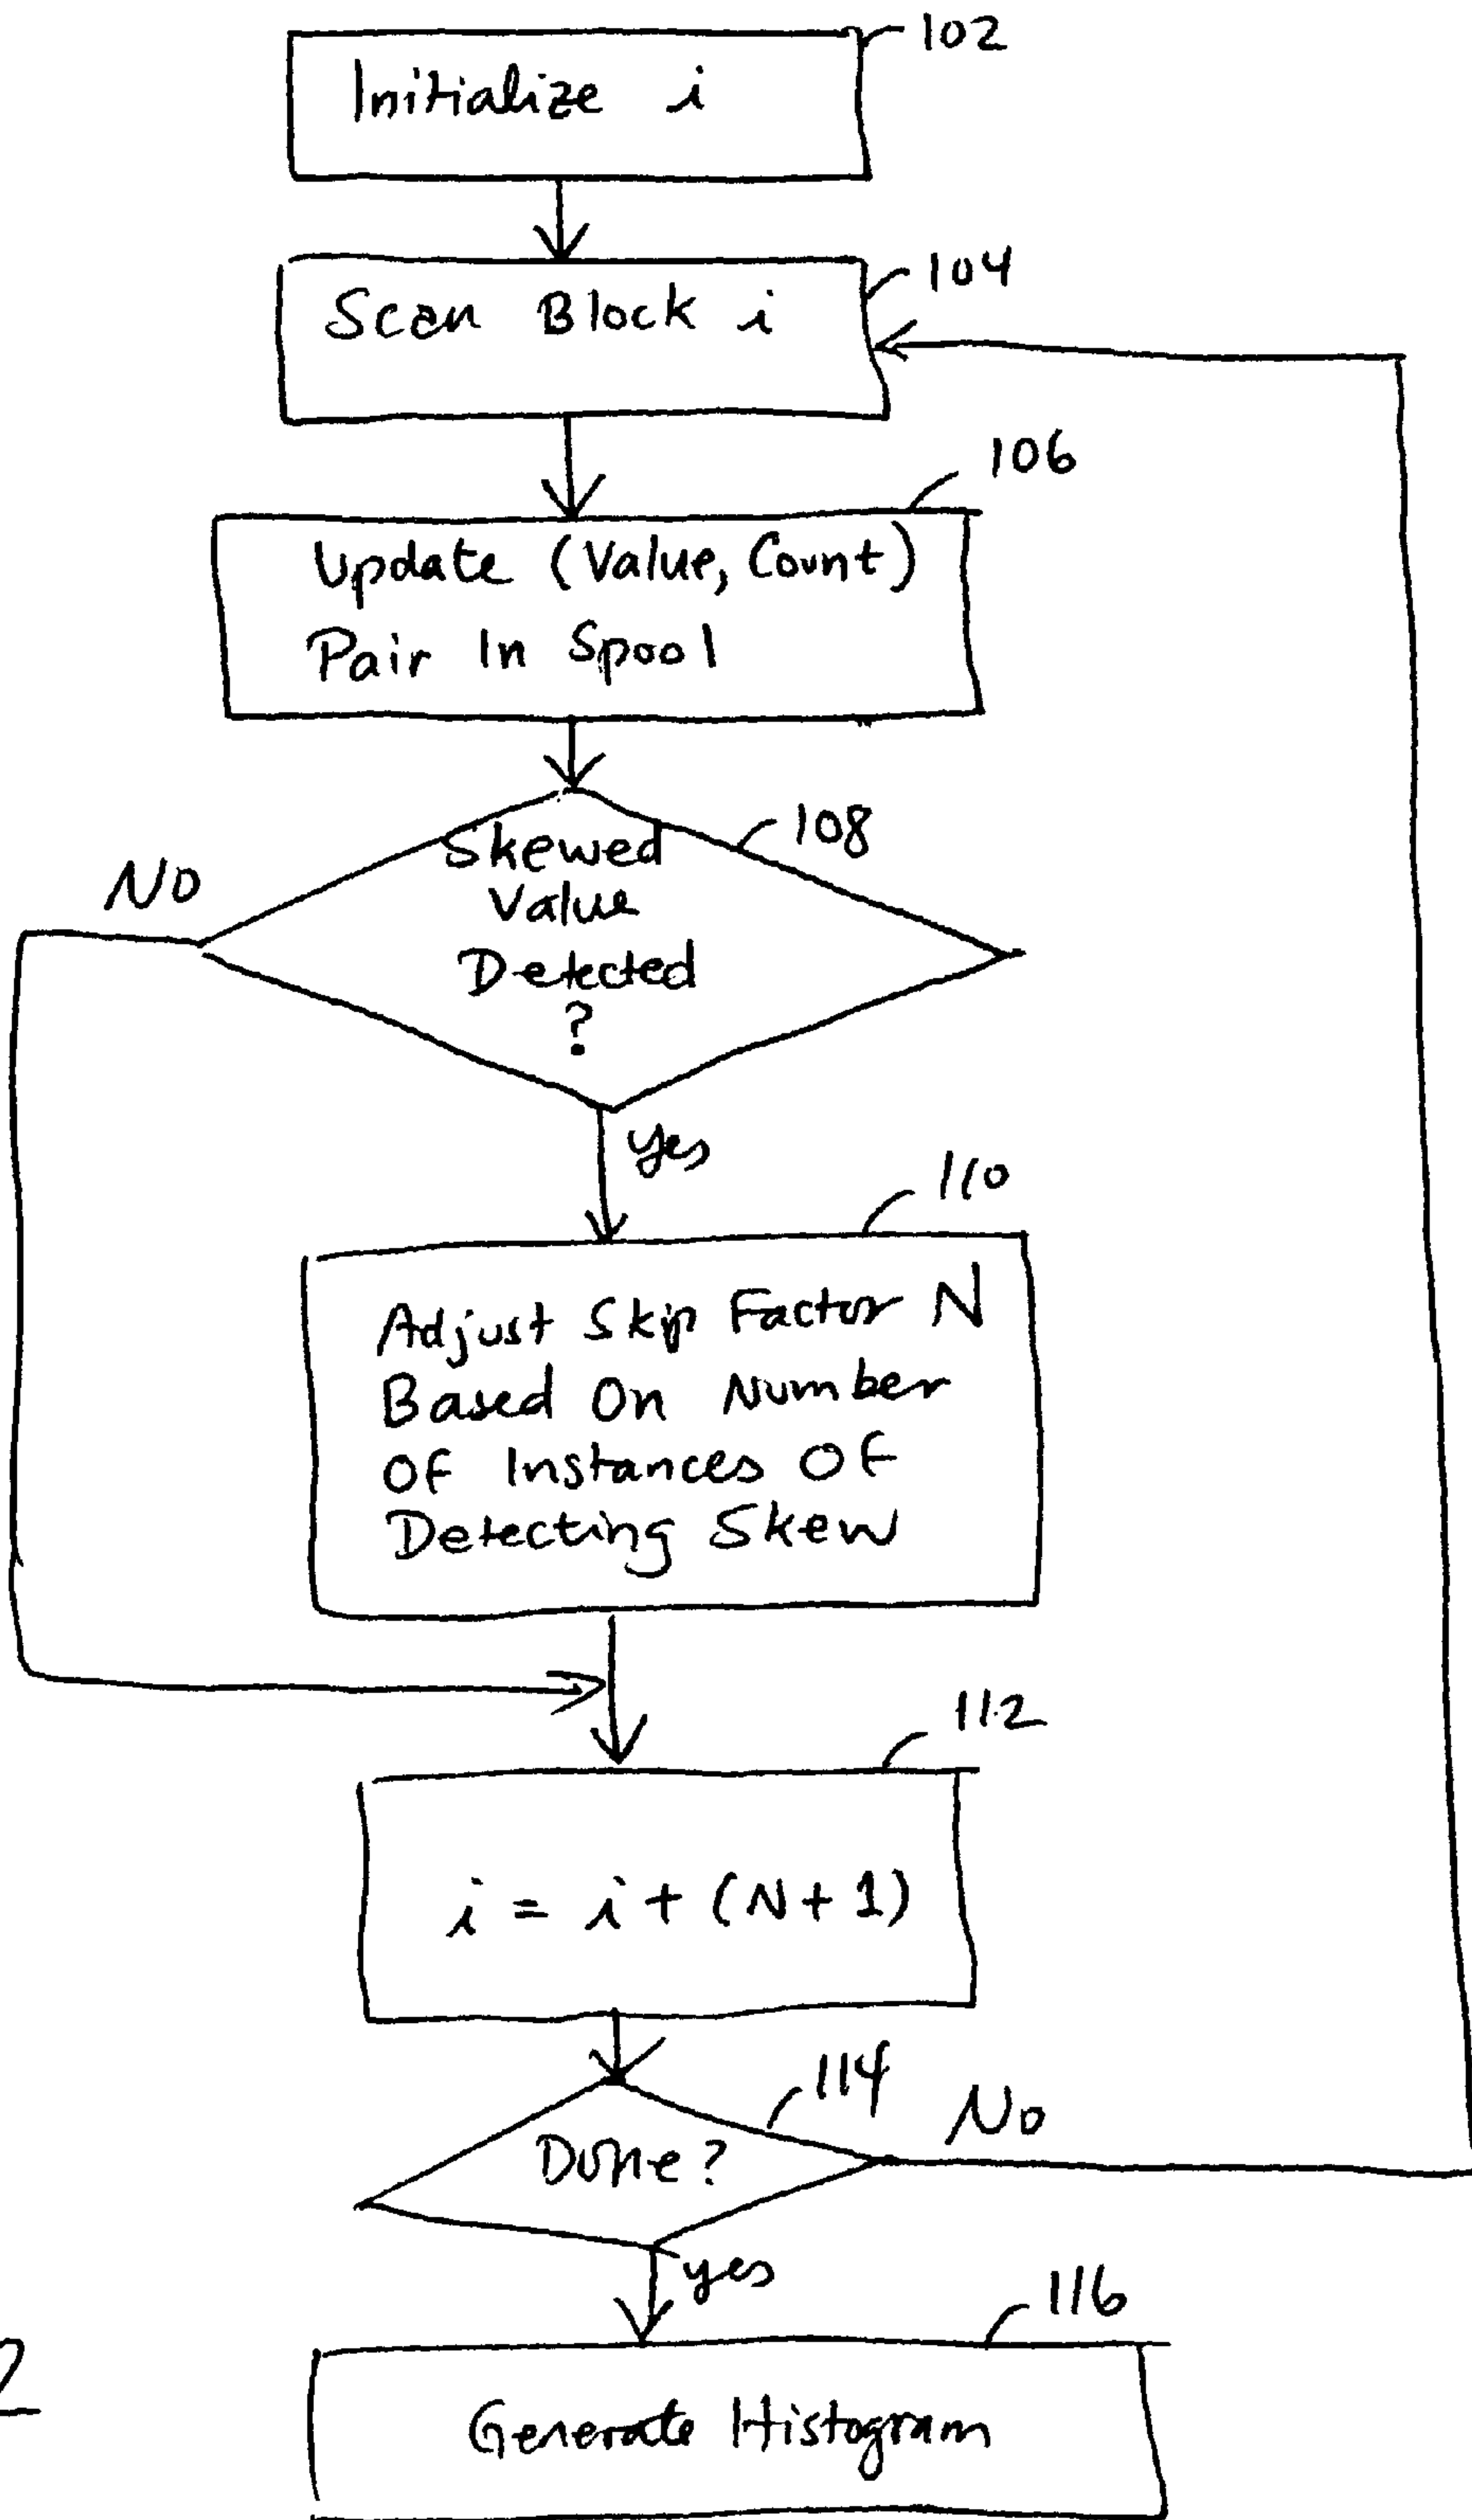 102
Initialize i
104
Scan Block i
106
Update (Value, Count)
Pair In Spool
108
Skewed
Value
Detected
?
No
yes
110
Adjust Skip Factor N
Based On Number
Of Instances Of
Detecting Skew
112
i = i + (N+1)
114
Done?
No
yes
116
2
Generate Histogram